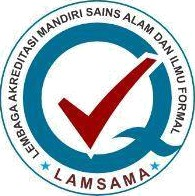 LEMBAGA AKREDITASI MANDIRI SAINS ALAM DAN ILMU FORMAL
LAMSAMA